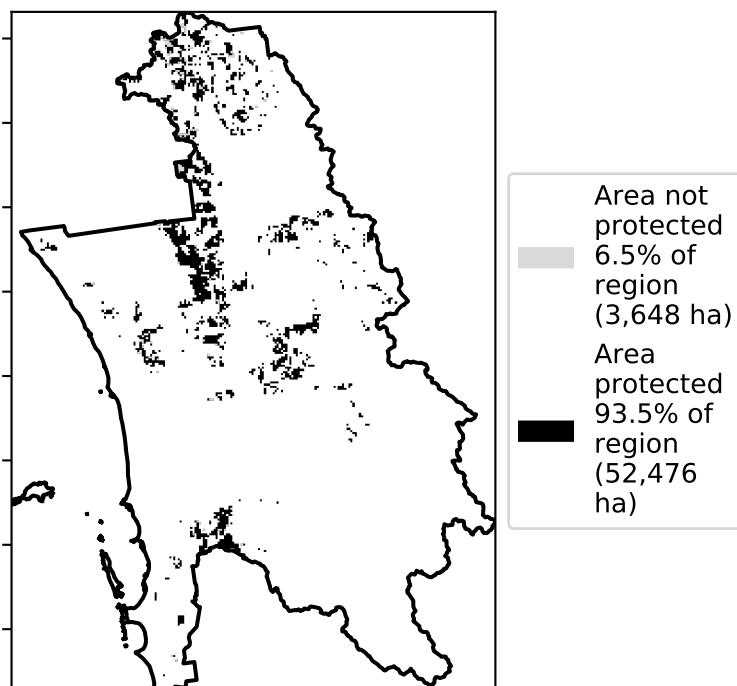 Area not
protected
6.5% of
region
(3,648 ha)
Area
protected
93.5% of
region
(52,476
ha)